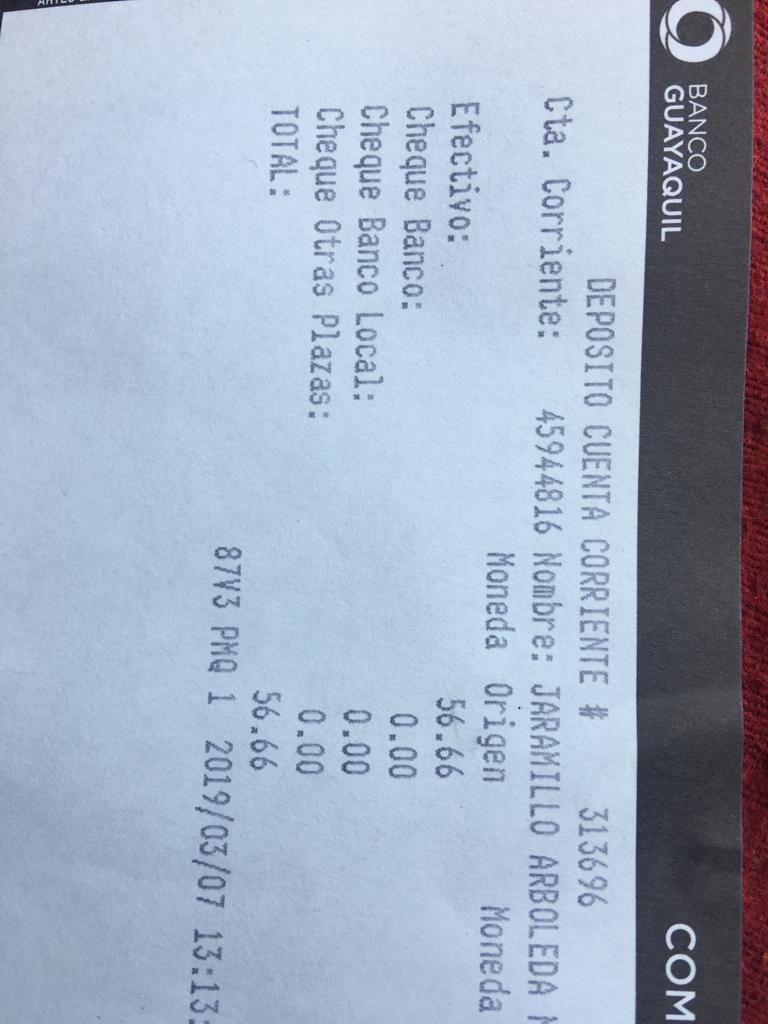 BANCO
GUAYAQUIL
COM
DEPOSITO CUENTA CORRIENTE # 313696
Cta. Corriente: 45944816 Nombre: JARAMILLO ARBOLEDA
Moneda Origen Moneda
Efectivo: 56.66
Cheque Banco: 0.00
Cheque Banco Local: 0.00
Cheque Otras Plazas: 0.00
TOTAL: 56.66
87V3 PMQ 1 2019/03/07 13:13: